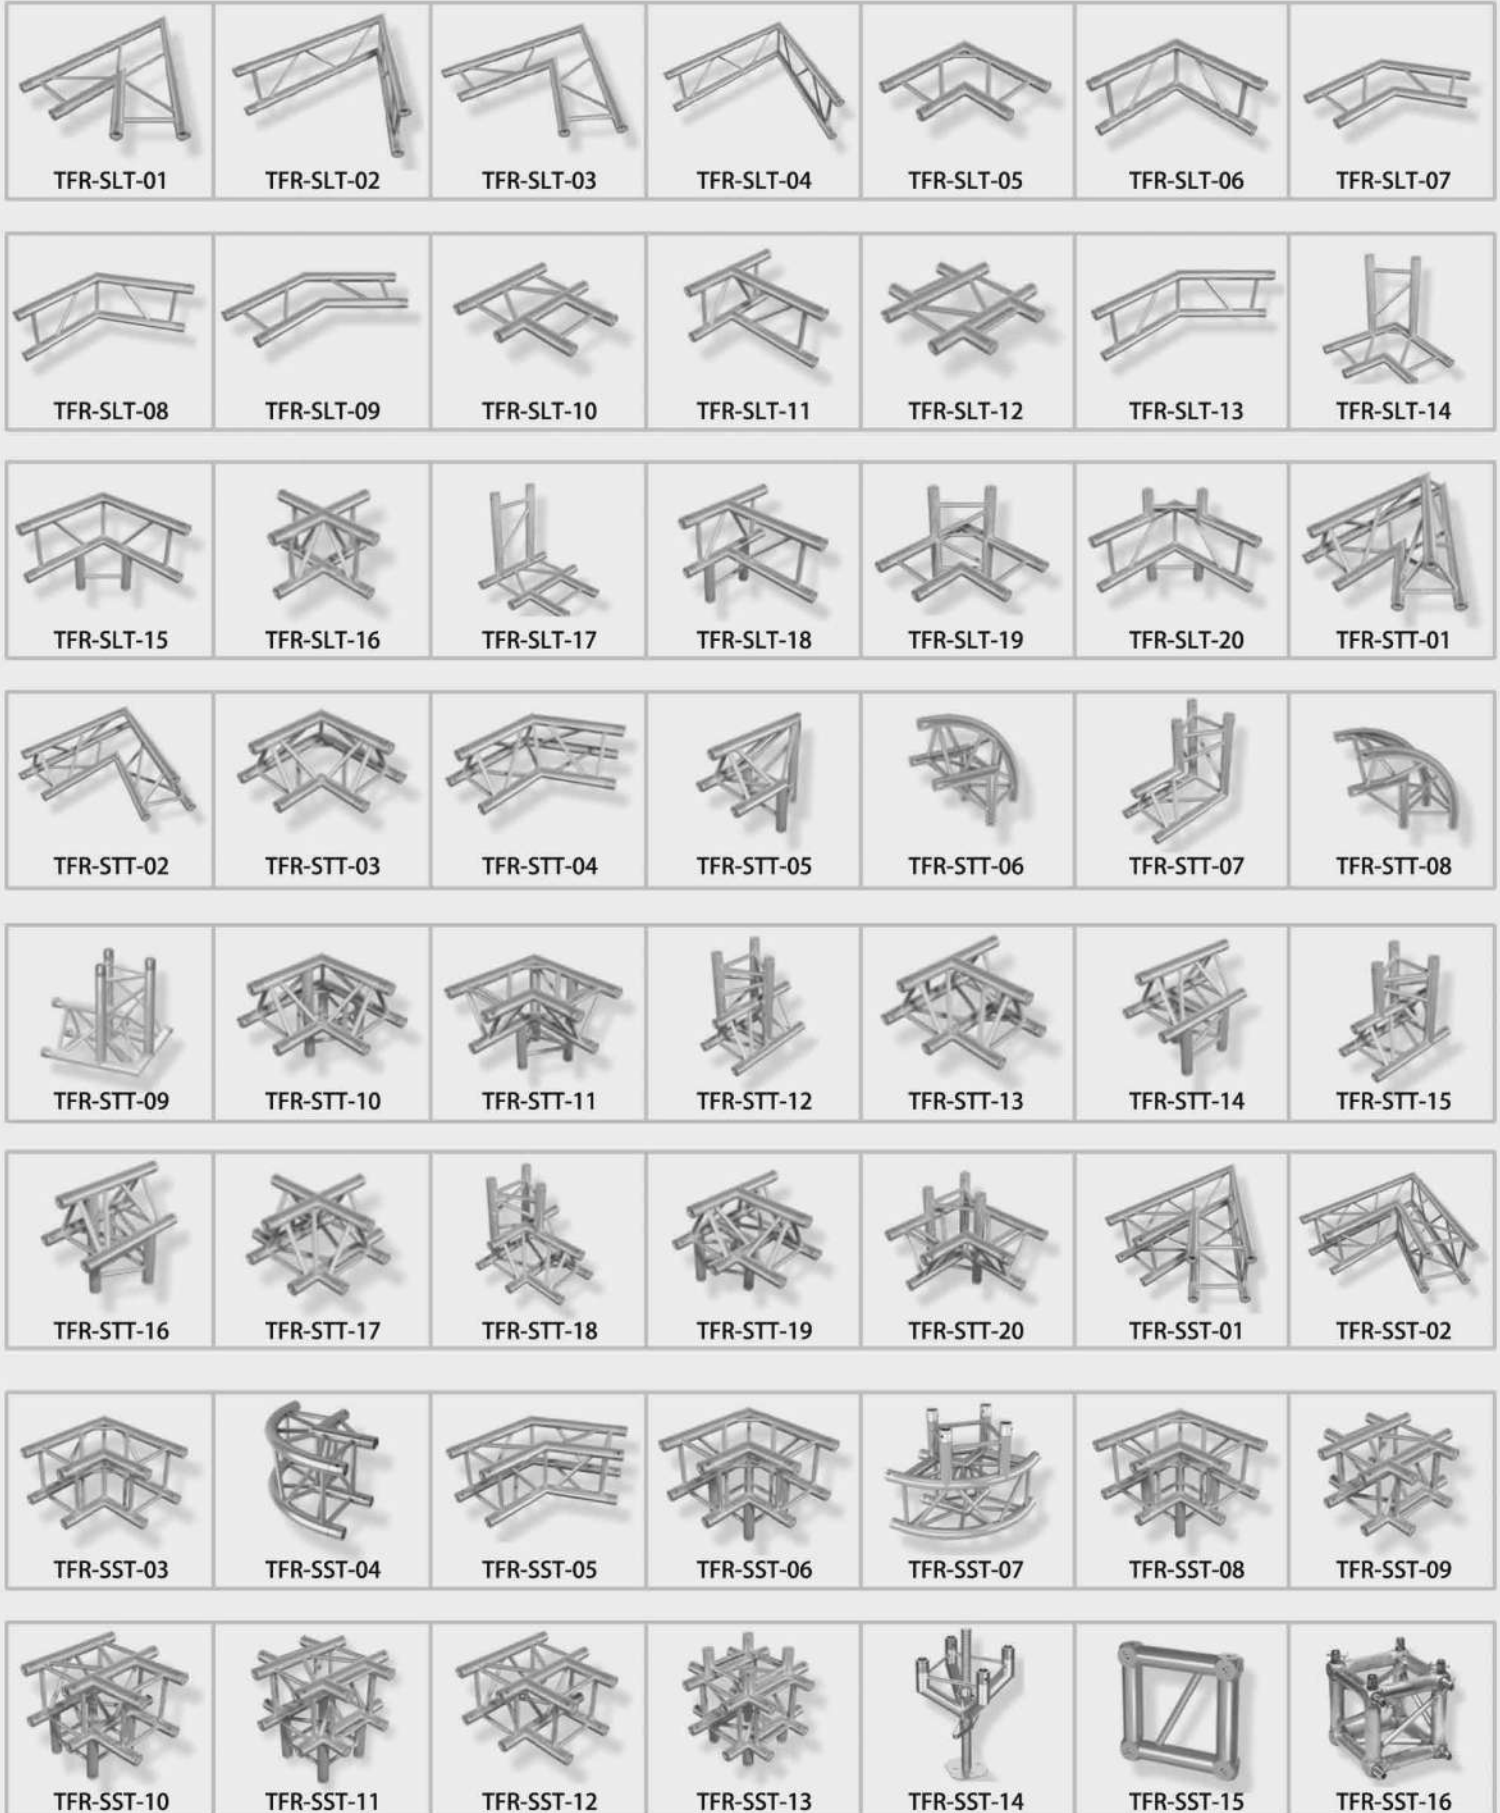 TFR-SLT-01 TFR-SLT-02 TFR-SLT-03 TFR-SLT-04 TFR-SLT-05 TFR-SLT-06 TFR-SLT-07
TFR-SLT-08 TFR-SLT-09 TFR-SLT-10 TFR-SLT-11 TFR-SLT-12 TFR-SLT-13 TFR-SLT-14
TFR-SLT-15 TFR-SLT-16 TFR-SLT-17 TFR-SLT-18 TFR-SLT-19 TFR-SLT-20 TFR-STT-01
TFR-STT-02 TFR-STT-03 TFR-STT-04 TFR-STT-05 TFR-STT-06 TFR-STT-07 TFR-STT-08
TFR-STT-09 TFR-STT-10 TFR-STT-11 TFR-STT-12 TFR-STT-13 TFR-STT-14 TFR-STT-15
TFR-STT-16 TFR-STT-17 TFR-STT-18 TFR-STT-19 TFR-STT-20 TFR-SST-01 TFR-SST-02
TFR-SST-03 TFR-SST-04 TFR-SST-05 TFR-SST-06 TFR-SST-07 TFR-SST-08 TFR-SST-09
TFR-SST-10 TFR-SST-11 TFR-SST-12 TFR-SST-13 TFR-SST-14 TFR-SST-15 TFR-SST-16